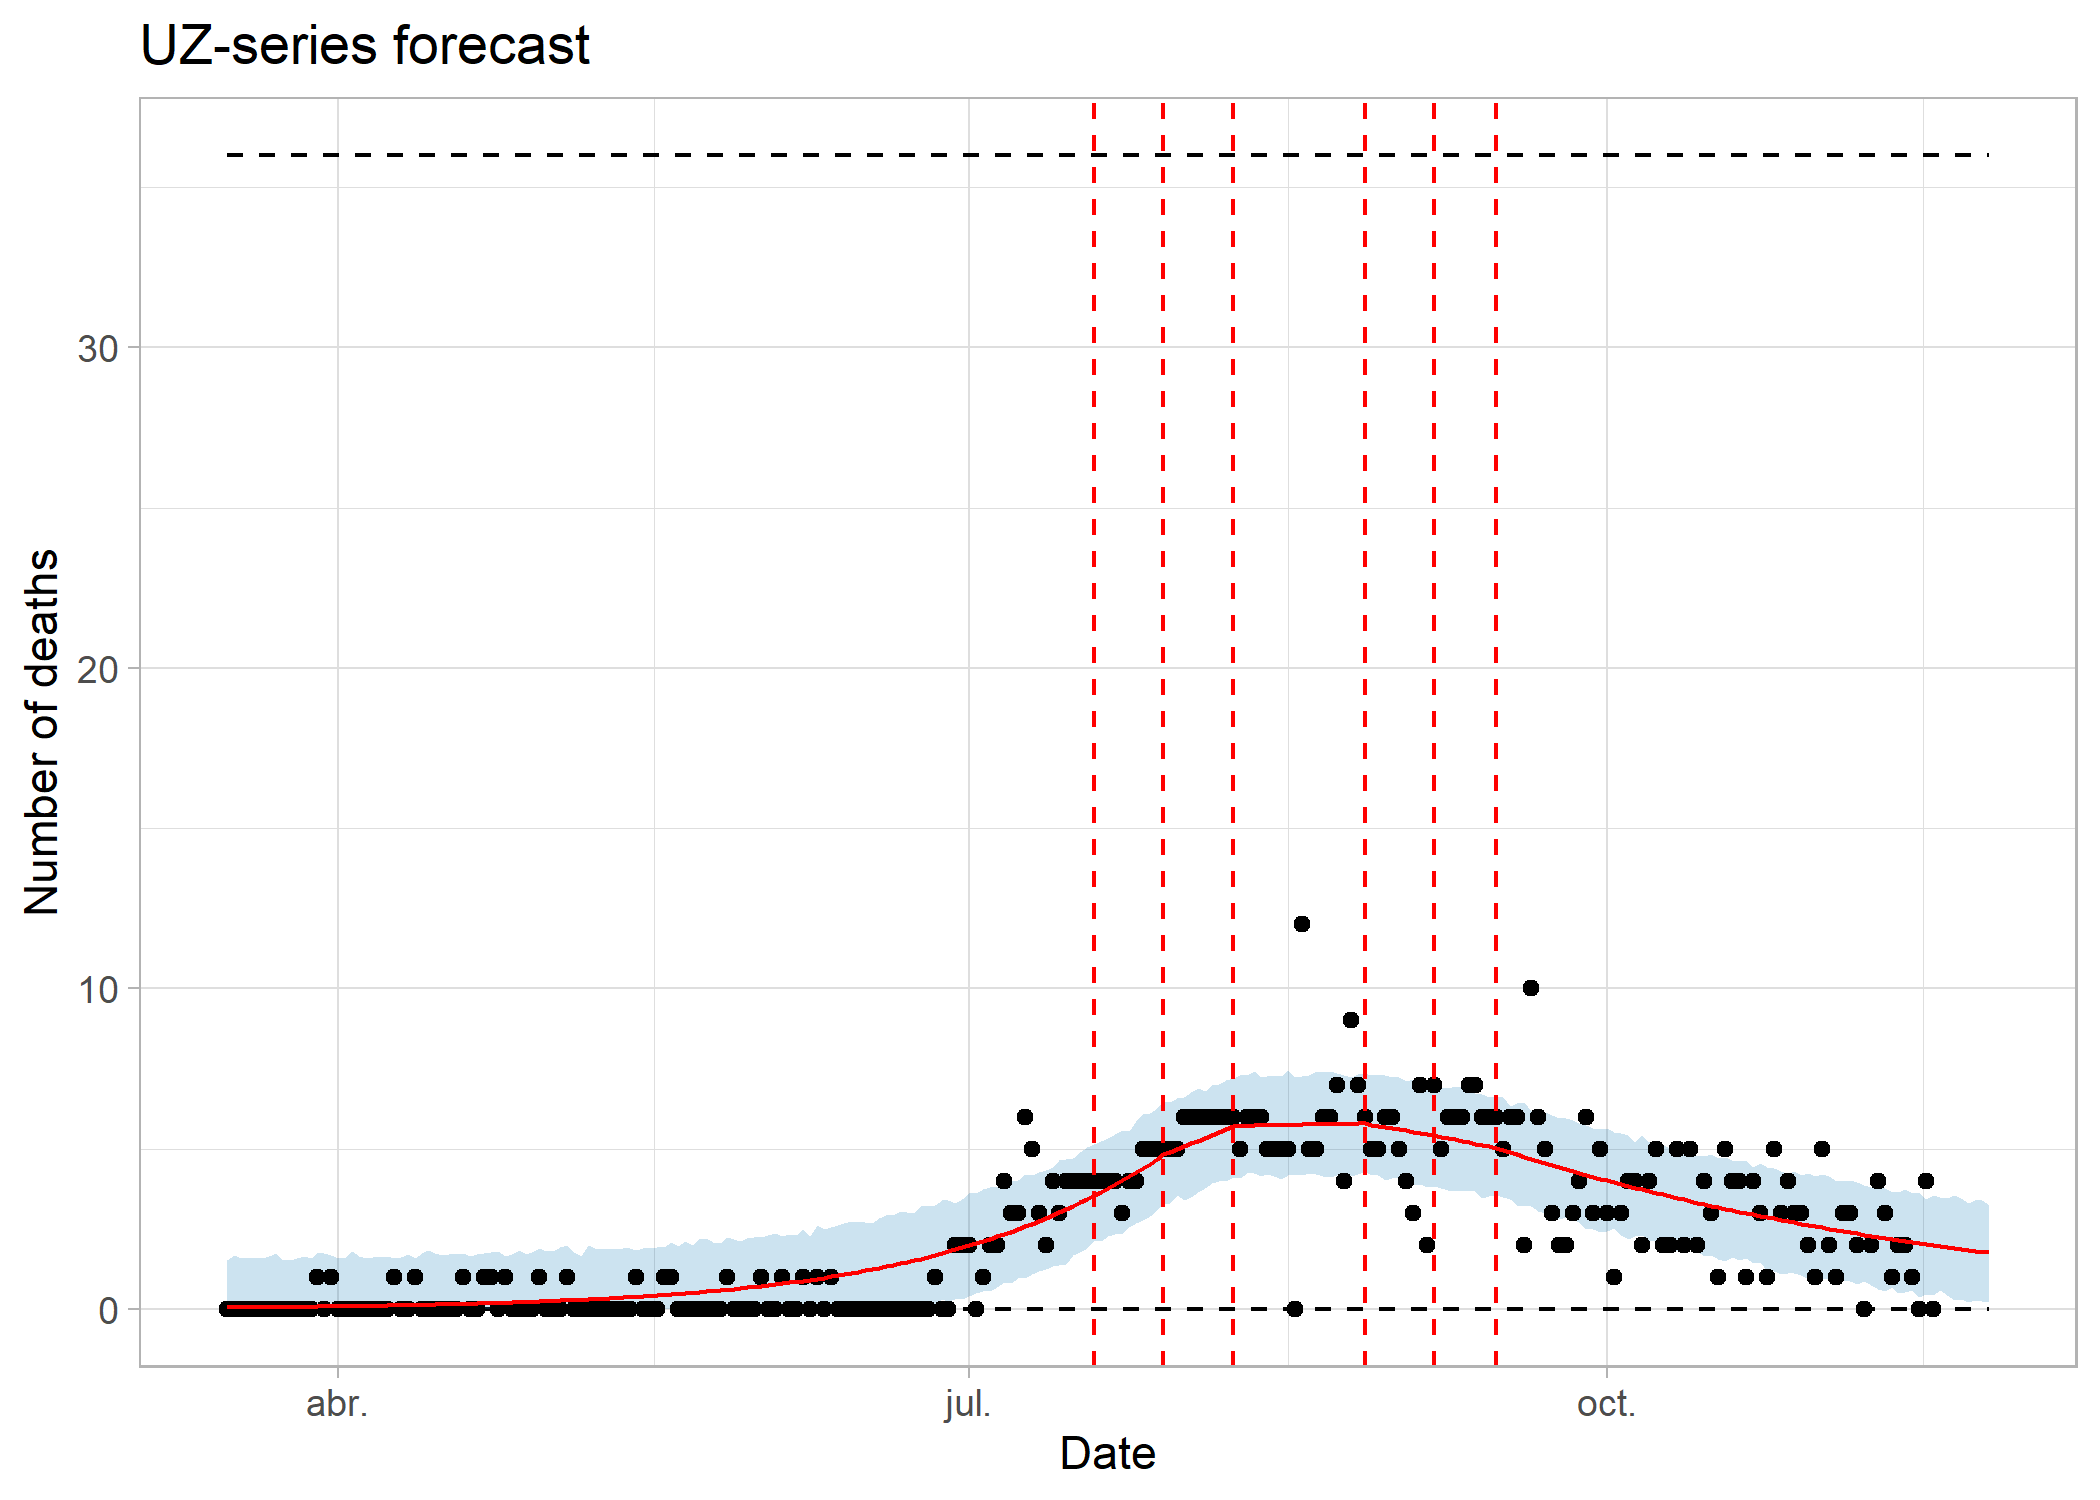 UZ-series forecast
Number of deaths
30
20
10
0
abr.
jul.
oct.
Date